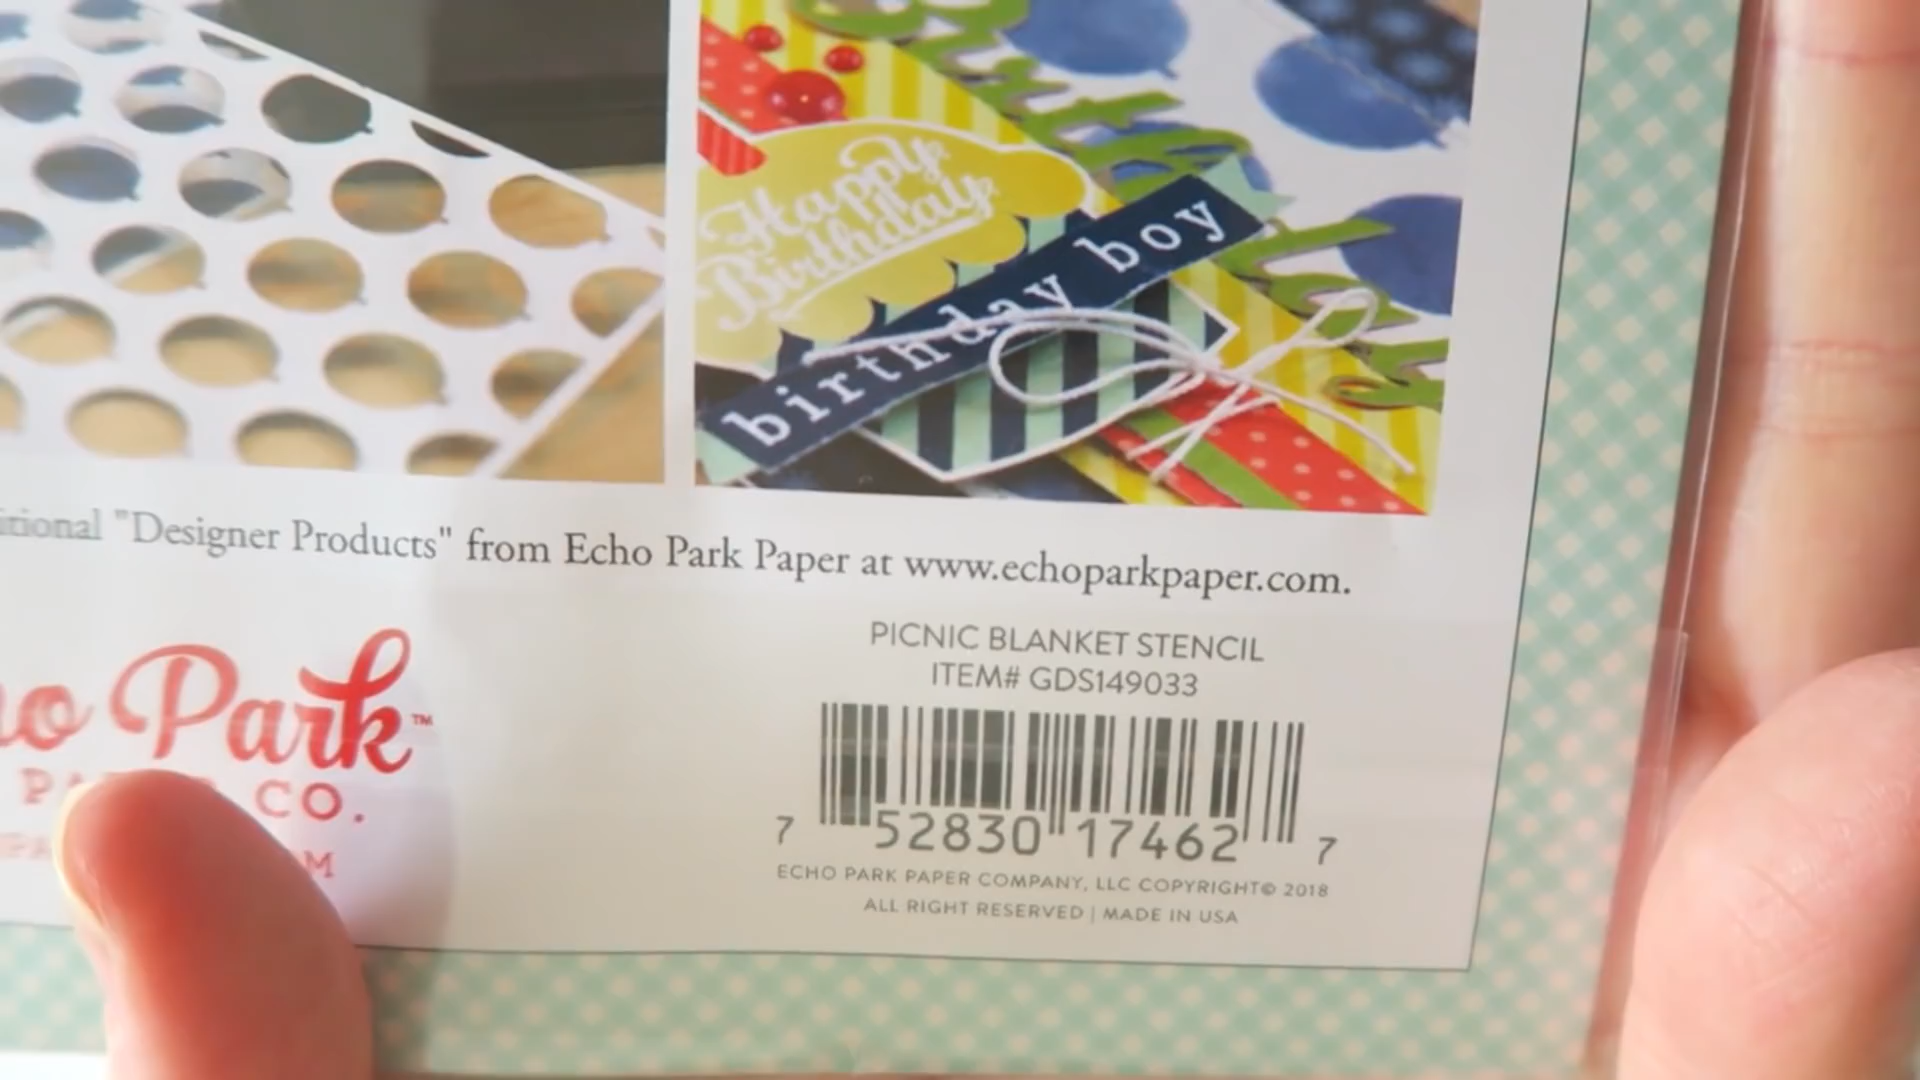 Happy
Birthday
birthday boy
"Designer Products" from Echo Park Paper at www.echoparkpaper.com.
Park™
CO.
PICNIC BLANKET STENCIL
ITEM# GDS149033
7 52830 17462 7
ECHO PARK PAPER COMPANY, LLC COPYRIGHT© 2018
ALL RIGHT RESERVED | MADE IN USA